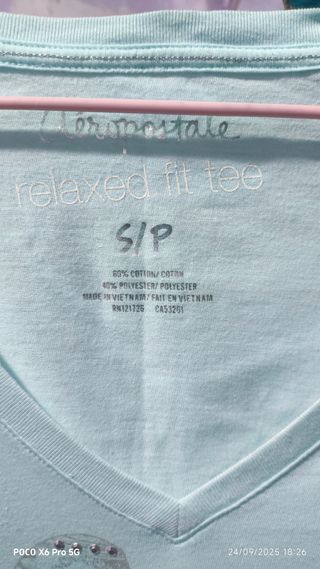 Aéropostale
relaxed fit tee
S/P
60% COTTON/ COTON
40% POLYESTER/ POLYESTER
MADE IN VIETNAM/ FAIT EN VIETNAM
RN121725 CA53201
POCO X6 Pro 5G
24/09/2025 18:26